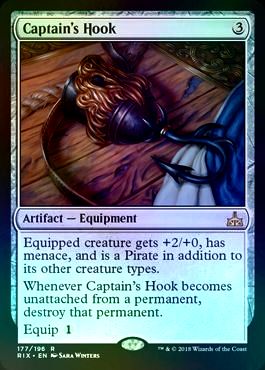 Captain's Hook 3
Artifact — Equipment
Equipped creature gets +2/+0, has
menace, and is a Pirate in addition to
its other creature types.
Whenever Captain's Hook becomes
unattached from a permanent,
destroy that permanent.
Equip 1
177/196 R
RIX • EN SARA WINTERS
™ & © 2018 Wizards of the Coast